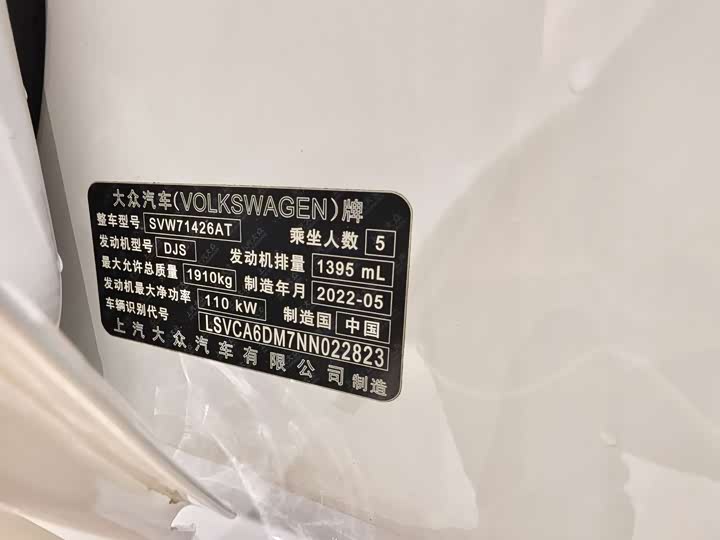 大众汽车(VOLKSWAGEN)牌
整车型号 SVW71426AT 乘坐人数 5
发动机型号 DJS 发动机排量 1395 mL
最大允许总质量 1910kg 制造年月 2022-05
发动机最大净功率 110 kW 制造国 中国
车辆识别代号 LSVCA6DM7NN022823
上汽大众汽车有限公司制造